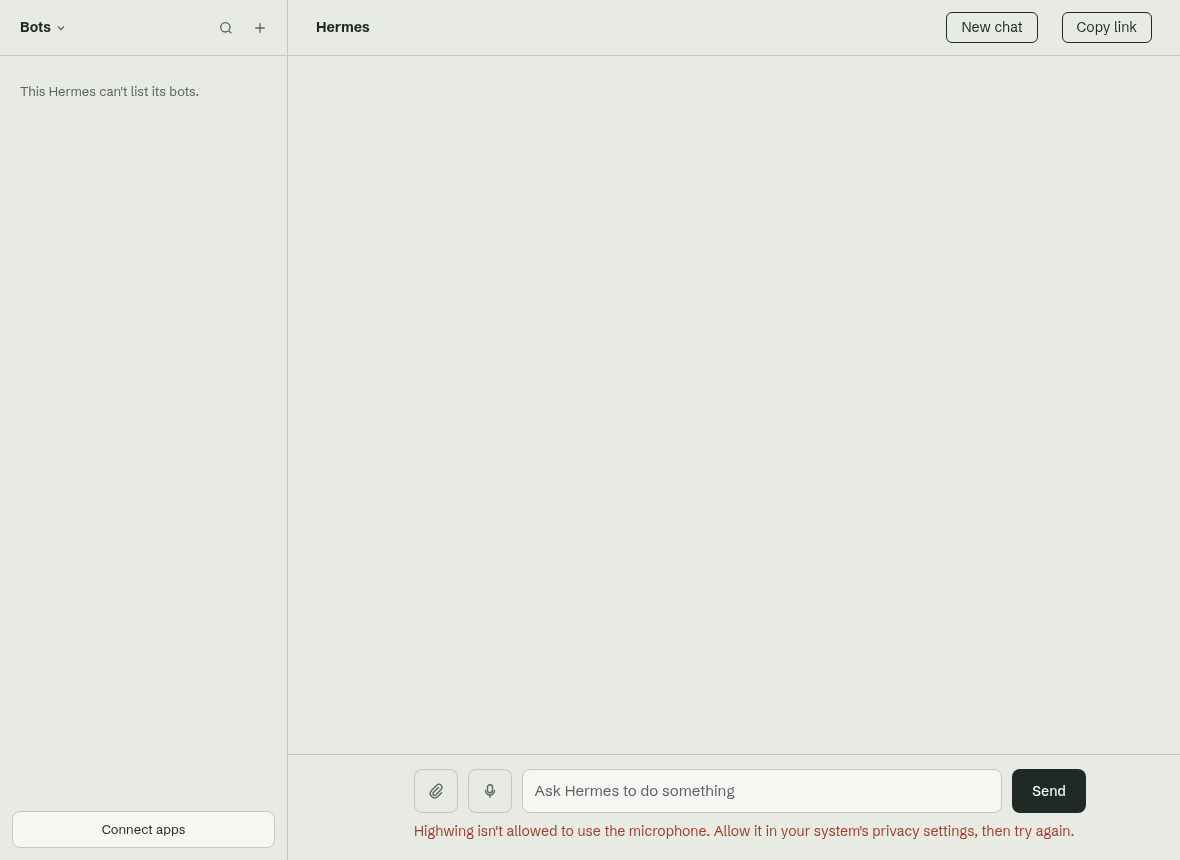 Bots
Hermes
New chat
Copy link
This Hermes can't list its bots.
Connect apps
Ask Hermes to do something
Send
Highwing isn't allowed to use the microphone. Allow it in your system's privacy settings, then try again.